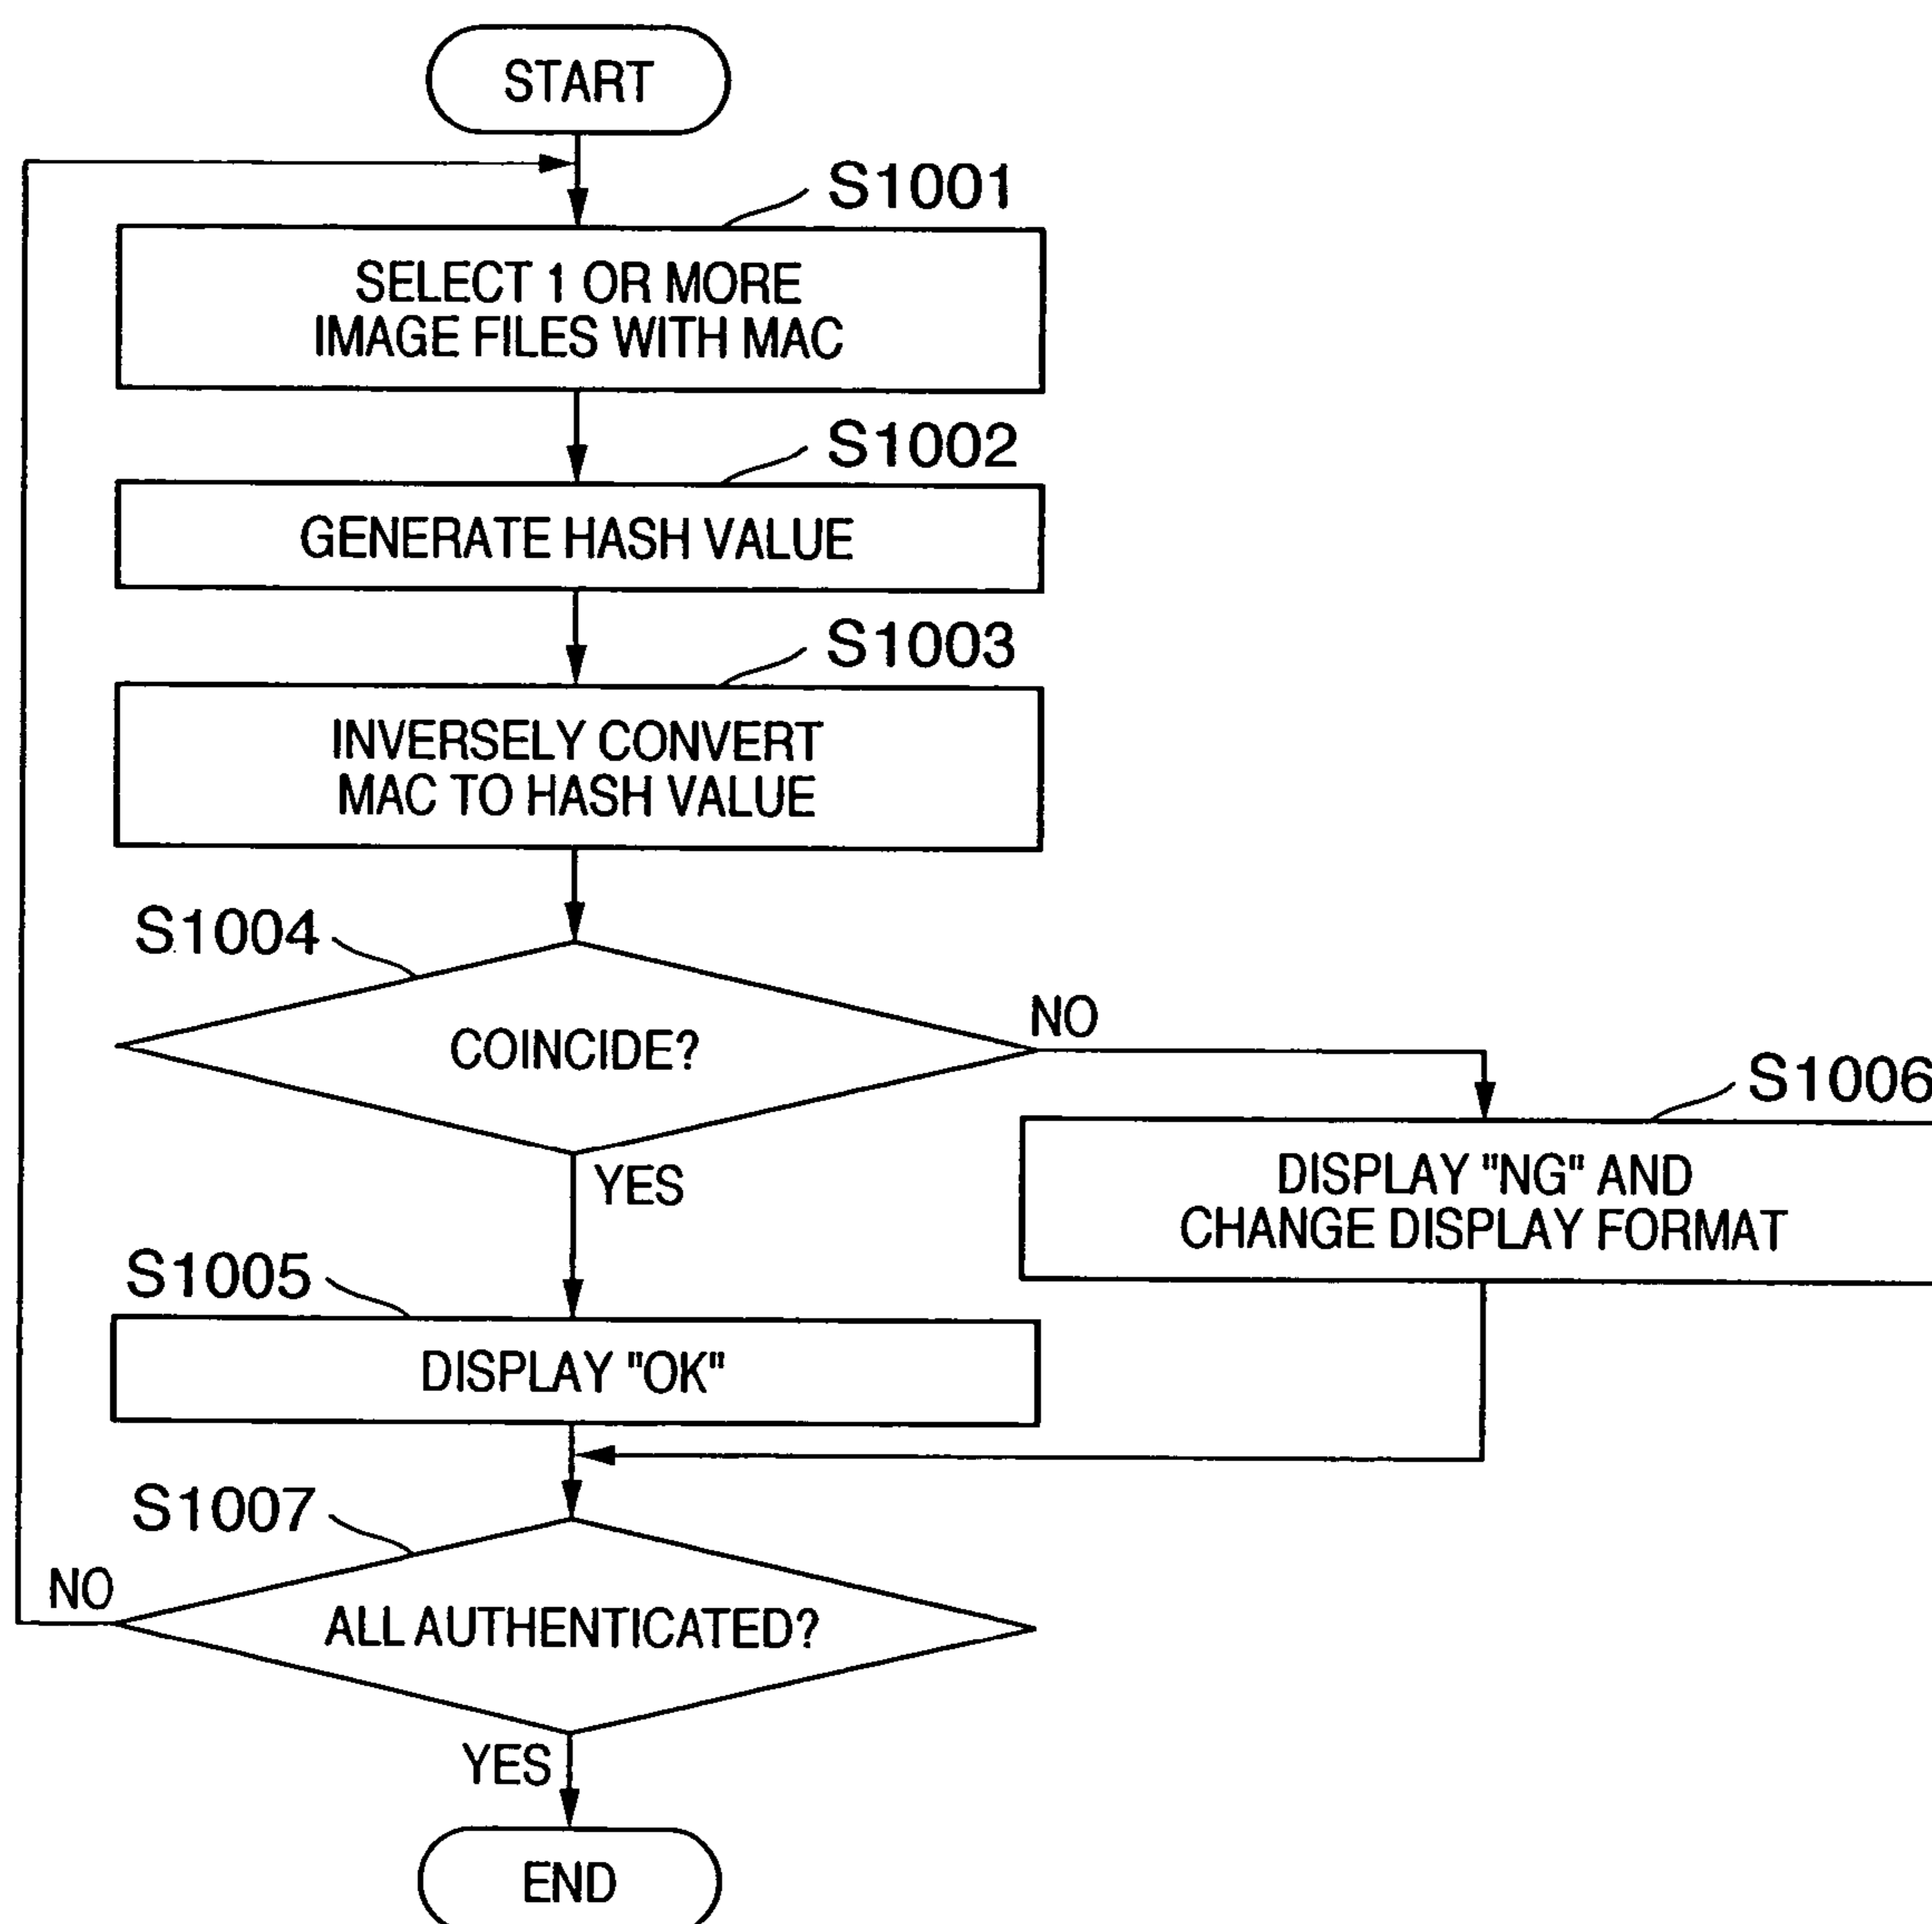 START
S1001
SELECT 1 OR MORE
IMAGE FILES WITH MAC
S1002
GENERATE HASH VALUE
S1003
INVERSELY CONVERT
MAC TO HASH VALUE
S1004
COINCIDE?
NO
S1006
DISPLAY "NG" AND
CHANGE DISPLAY FORMAT
YES
S1005
DISPLAY "OK"
S1007
NO
ALL AUTHENTICATED?
YES
END